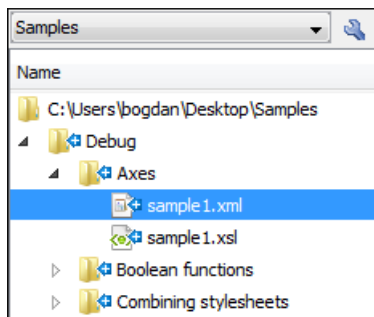 Samples
Name
C:\Users\bogdan\Desktop\Samples
Debug
Axes
sample1.xml
sample1.xsl
Boolean functions
Combining stylesheets